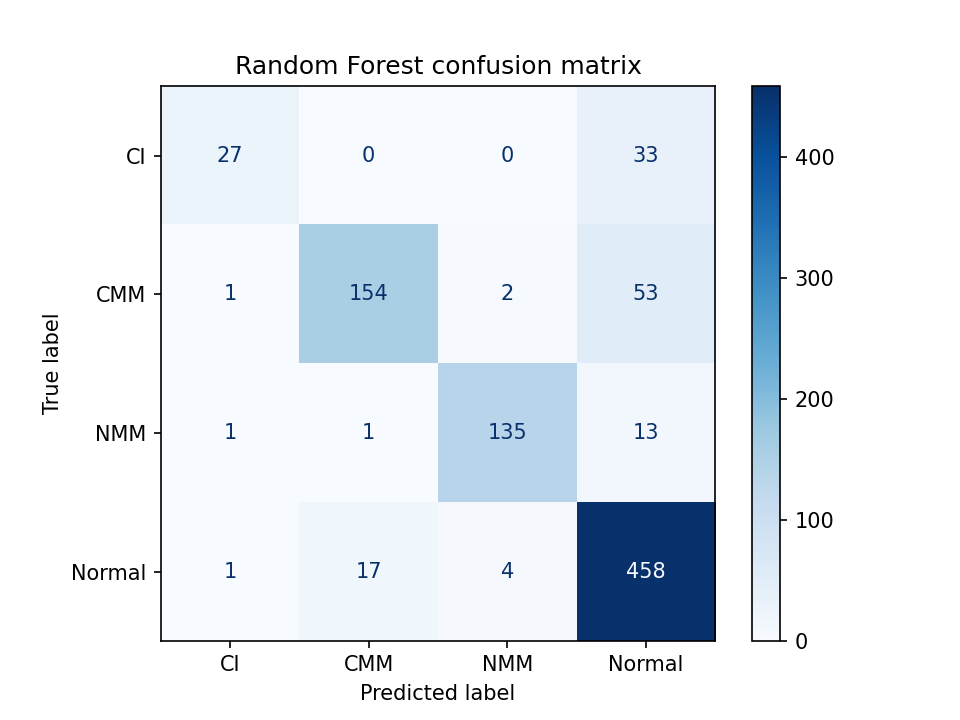 Random Forest confusion matrix
CI 27 0 0 33
CMM 1 154 2 53
NMM 1 1 135 13
Normal 1 17 4 458
CI CMM NMM Normal
Predicted label
True label
400
300
200
100
0